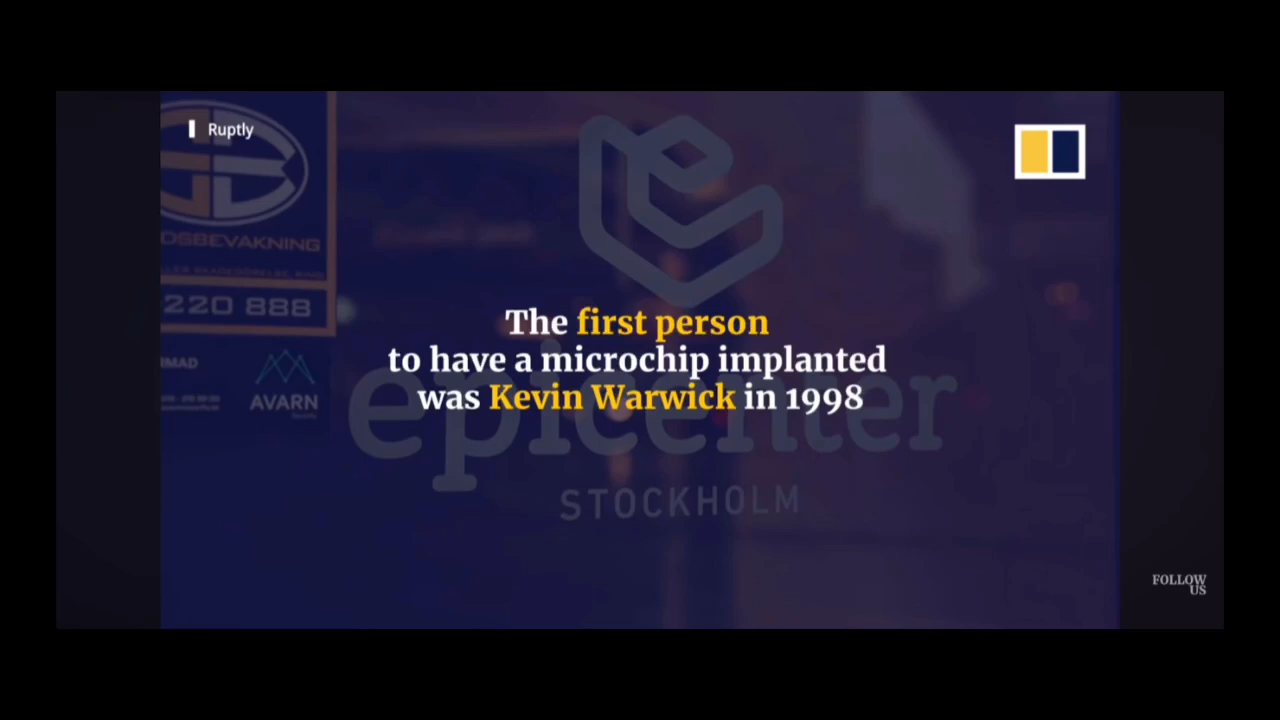 Ruptly
DSBEVAKNING
220 888
AVARN
The first person
to have a microchip implanted
was Kevin Warwick in 1998
epicenter
STOCKHOLM
FOLLOW
US